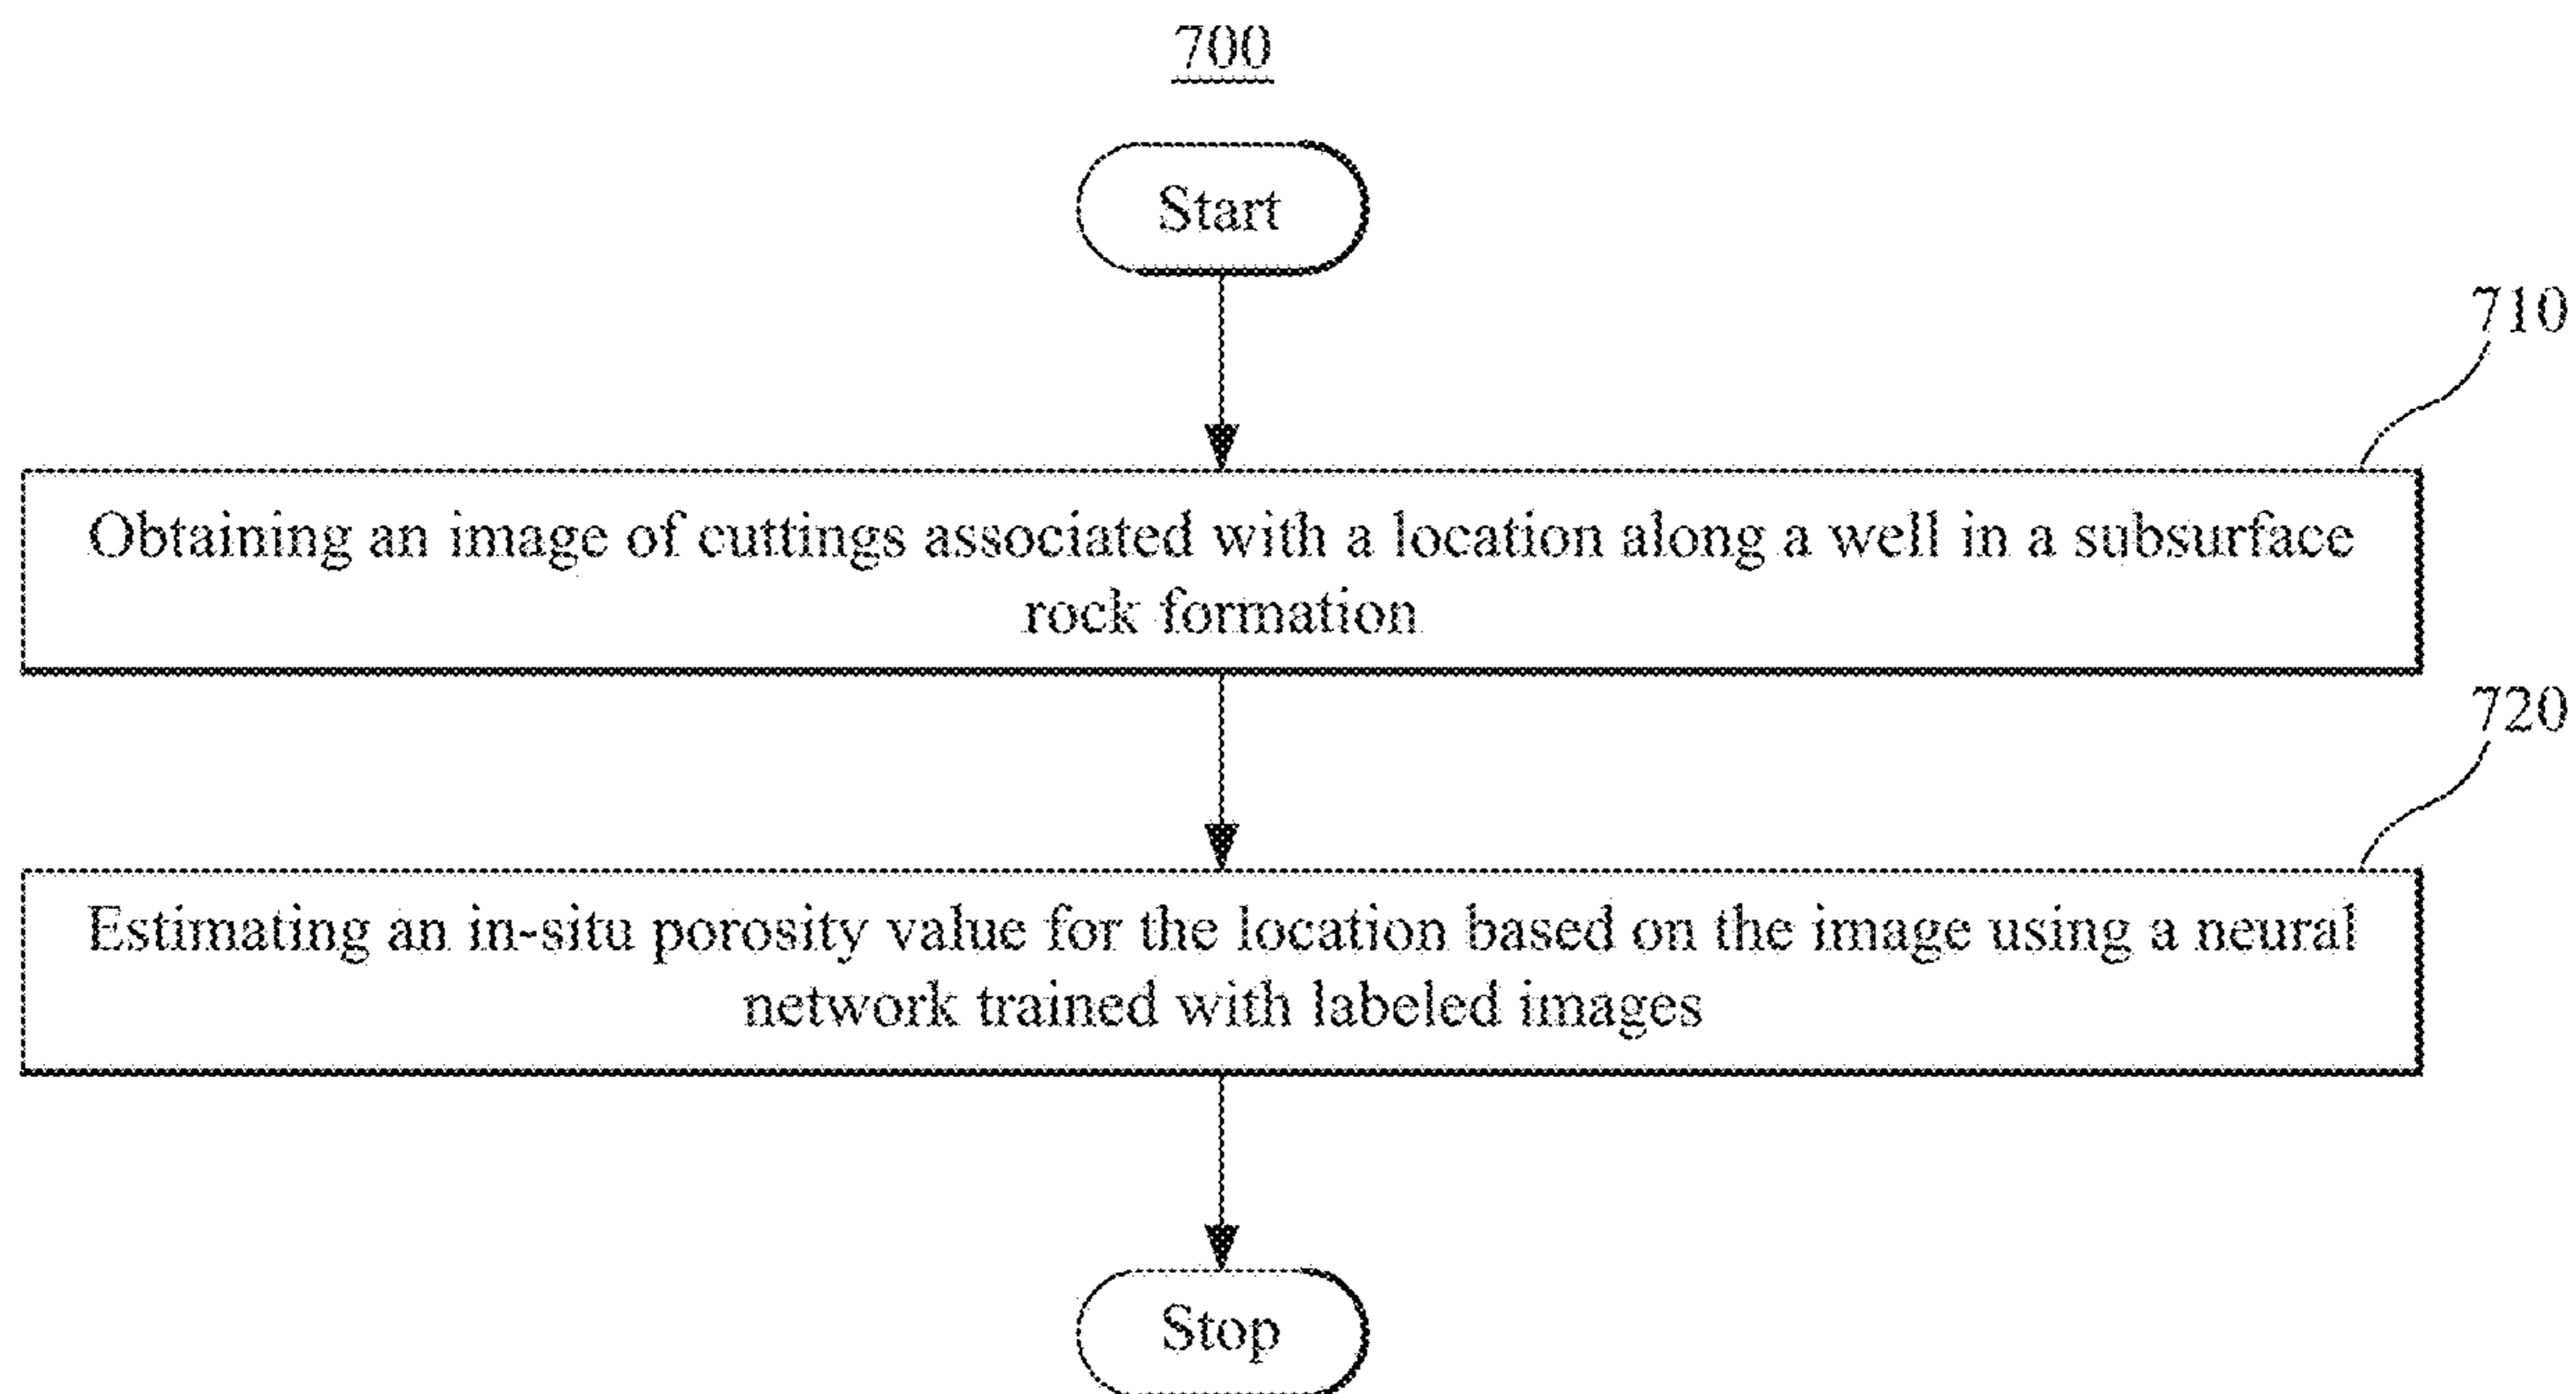 700
Start
710
Obtaining an image of cuttings associated with a location along a well in a subsurface
rock formation
720
Estimating an in-situ porosity value for the location based on the image using a neural
network trained with labeled images
Stop